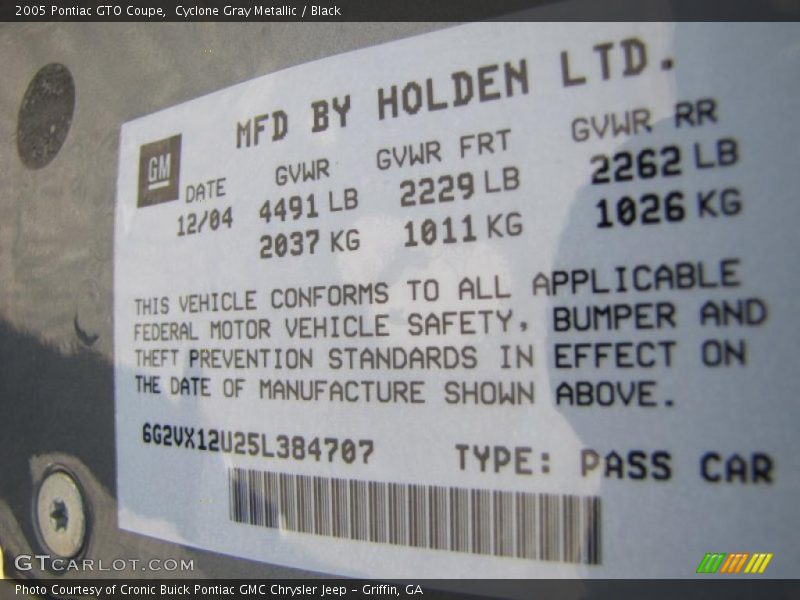 2005 Pontiac GTO Coupe, Cyclone Gray Metallic / Black
MFD BY HOLDEN LTD.
GM
DATE GVWR GVWR FRT GVWR RR
12/04 4491 LB 2229 LB 2262 LB
2037 KG 1011 KG 1026 KG
THIS VEHICLE CONFORMS TO ALL APPLICABLE
FEDERAL MOTOR VEHICLE SAFETY, BUMPER AND
THEFT PREVENTION STANDARDS IN EFFECT ON
THE DATE OF MANUFACTURE SHOWN ABOVE.
6G2VX12U25L384707 TYPE: PASS CAR
GTCARLOT.COM
Photo Courtesy of Cronic Buick Pontiac GMC Chrysler Jeep - Griffin, GA